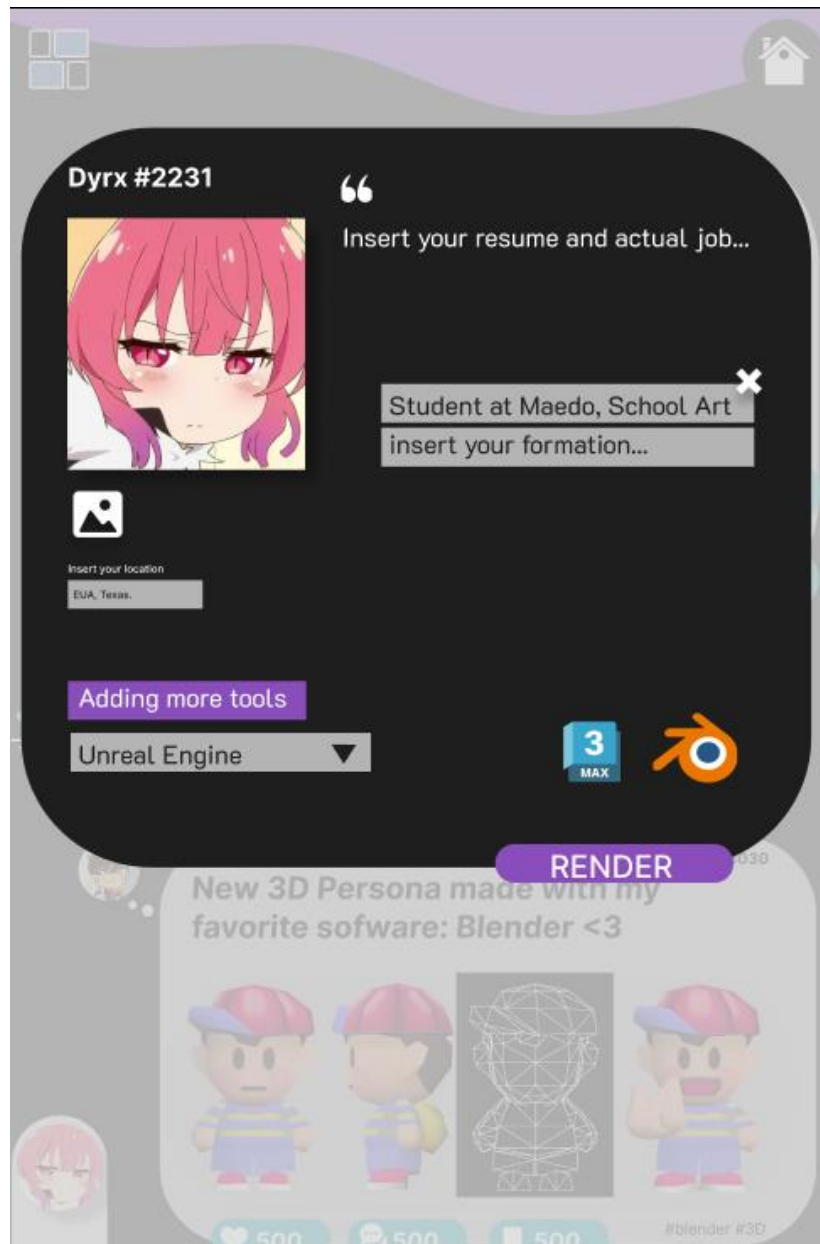 Dyrx #2231
Insert your resume and actual job...
Student at Maedo, School Art
insert your formation...
Insert your location
EUA, Texas.
Adding more tools
Unreal Engine
3
MAX
RENDER
030
New 3D Persona made with my
favorite sofware: Blender <3
500
500
500
#blender #3D